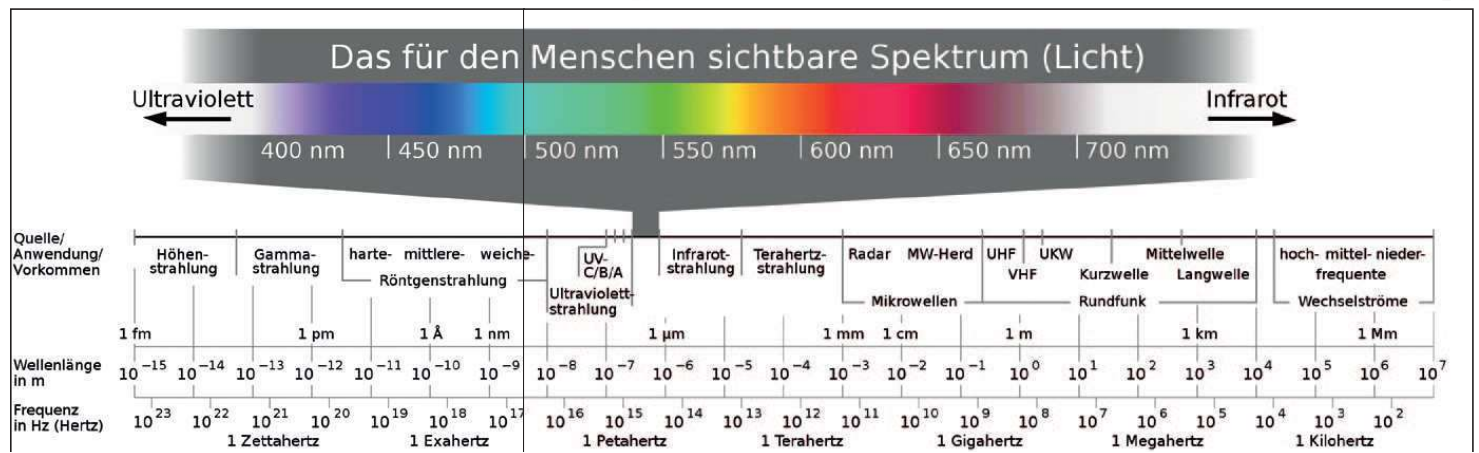 Das für den Menschen sichtbare Spektrum (Licht)
Ultraviolett
Infrarot
400 nm 450 nm 500 nm 550 nm 600 nm 650 nm 700 nm
Quelle/
Anwendung/
Vorkommen
Höhen-
strahlung
Gamma-
strahlung
harte- mittlere- weiche-
Röntgenstrahlung
UV-
C/B/A
Ultraviolett-
strahlung
Infrarot-
strahlung
Terahertz-
strahlung
Radar MW-Herd
Mikrowellen
UHF UKW Mittelwelle
VHF Kurzwelle Langwelle
Rundfunk
hoch- mittel- nieder-
frequente
Wechselströme
1 fm 1 pm 1 Å 1 nm 1 µm 1 mm 1 cm 1 m 1 km 1 Mm
Wellenlänge
in m
10⁻¹⁵ 10⁻¹⁴ 10⁻¹³ 10⁻¹² 10⁻¹¹ 10⁻¹⁰ 10⁻⁹ 10⁻⁸ 10⁻⁷ 10⁻⁶ 10⁻⁵ 10⁻⁴ 10⁻³ 10⁻² 10⁻¹ 10⁰ 10¹ 10² 10³ 10⁴ 10⁵ 10⁶ 10⁷
Frequenz
in Hz (Hertz)
10²³ 10²² 10²¹ 10²⁰ 10¹⁹ 10¹⁸ 10¹⁷ 10¹⁶ 10¹⁵ 10¹⁴ 10¹³ 10¹² 10¹¹ 10¹⁰ 10⁹ 10⁸ 10⁷ 10⁶ 10⁵ 10⁴ 10³ 10²
1 Zettahertz 1 Exahertz 1 Petahertz 1 Terahertz 1 Gigahertz 1 Megahertz 1 Kilohertz